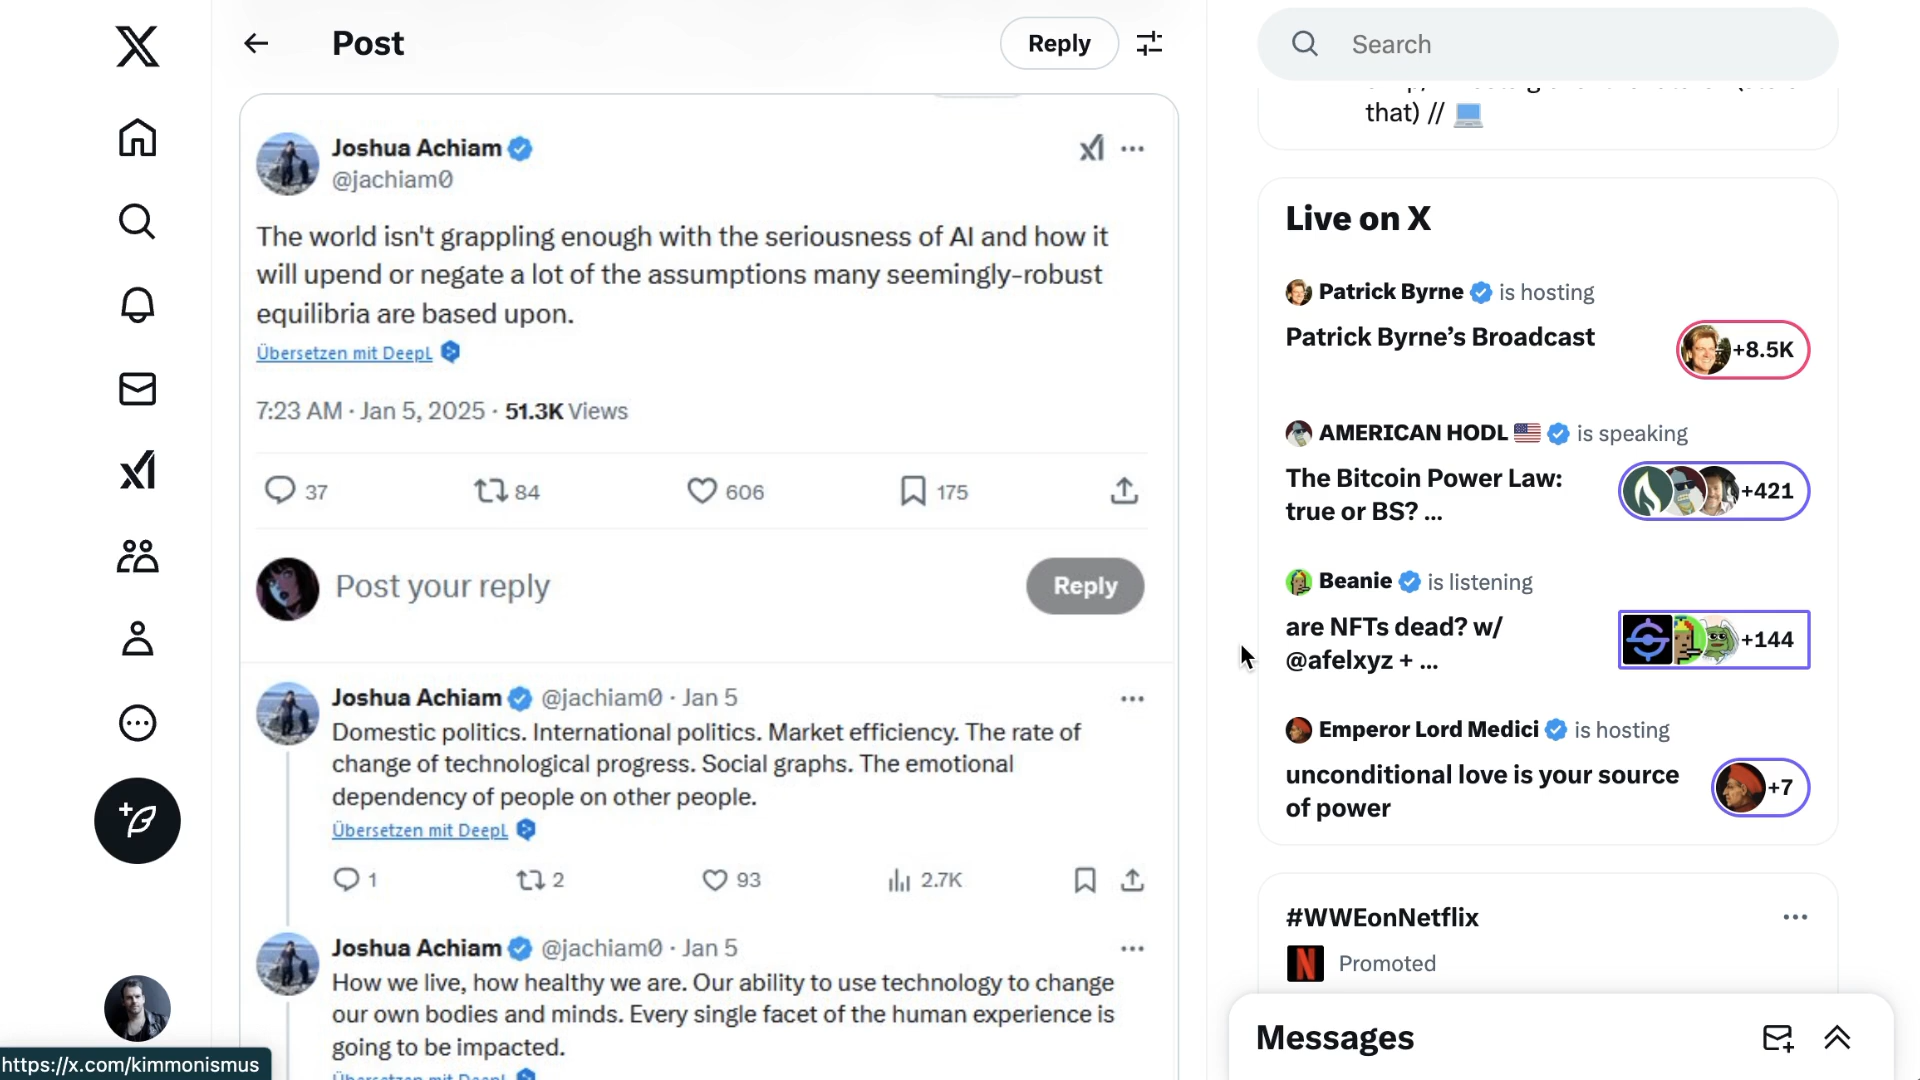 Post
Reply
Search
that) // 
Joshua Achiam
@jachiam0
The world isn't grappling enough with the seriousness of AI and how it
will upend or negate a lot of the assumptions many seemingly-robust
equilibria are based upon.
Übersetzen mit DeepL
7:23 AM · Jan 5, 2025 · 51.3K Views
37 84 606 175
Post your reply
Reply
Joshua Achiam @jachiam0 · Jan 5
Domestic politics. International politics. Market efficiency. The rate of
change of technological progress. Social graphs. The emotional
dependency of people on other people.
Übersetzen mit DeepL
1 2 93 2.7K
Joshua Achiam @jachiam0 · Jan 5
How we live, how healthy we are. Our ability to use technology to change
our own bodies and minds. Every single facet of the human experience is
going to be impacted.
Übersetzen mit DeepL
Live on X
Patrick Byrne is hosting
Patrick Byrne’s Broadcast
+8.5K
AMERICAN HODL 🇺🇸 is speaking
The Bitcoin Power Law:
true or BS? ...
+421
Beanie is listening
are NFTs dead? w/
@afelxyz + ...
+144
Emperor Lord Medici is hosting
unconditional love is your source
of power
+7
#WWEonNetflix
N
Promoted
Messages
https://x.com/kimmonismus